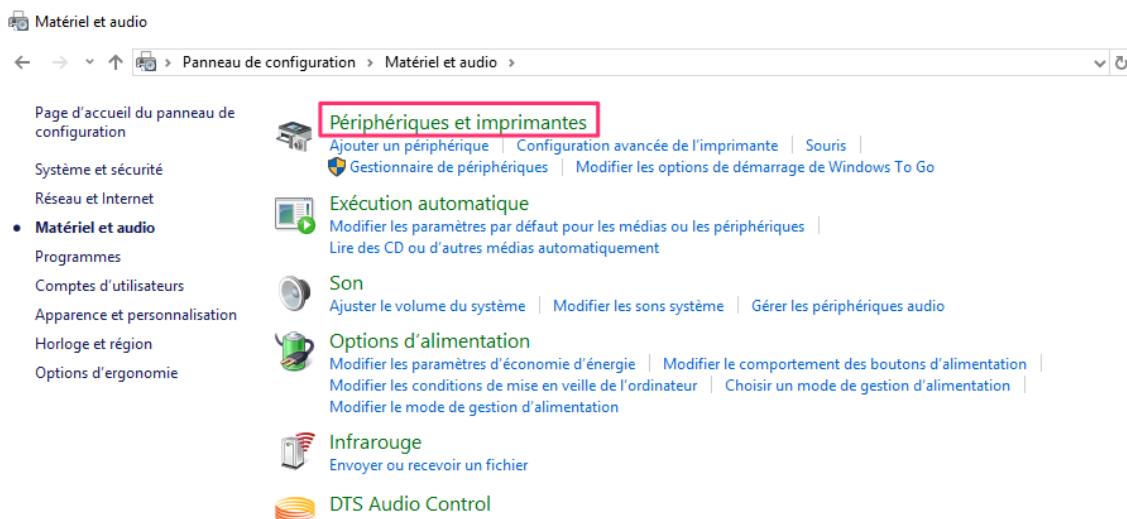 Matériel et audio
Panneau de configuration > Matériel et audio >
Page d'accueil du panneau de
configuration
Système et sécurité
Réseau et Internet
Matériel et audio
Programmes
Comptes d'utilisateurs
Apparence et personnalisation
Horloge et région
Options d'ergonomie
Périphériques et imprimantes
Ajouter un périphérique | Configuration avancée de l'imprimante | Souris |
Gestionnaire de périphériques | Modifier les options de démarrage de Windows To Go
Exécution automatique
Modifier les paramètres par défaut pour les médias ou les périphériques |
Lire des CD ou d'autres médias automatiquement
Son
Ajuster le volume du système | Modifier les sons système | Gérer les périphériques audio
Options d'alimentation
Modifier les paramètres d'économie d'énergie | Modifier le comportement des boutons d'alimentation |
Modifier les conditions de mise en veille de l'ordinateur | Choisir un mode de gestion d'alimentation |
Modifier le mode de gestion d'alimentation
Infrarouge
Envoyer ou recevoir un fichier
DTS Audio Control